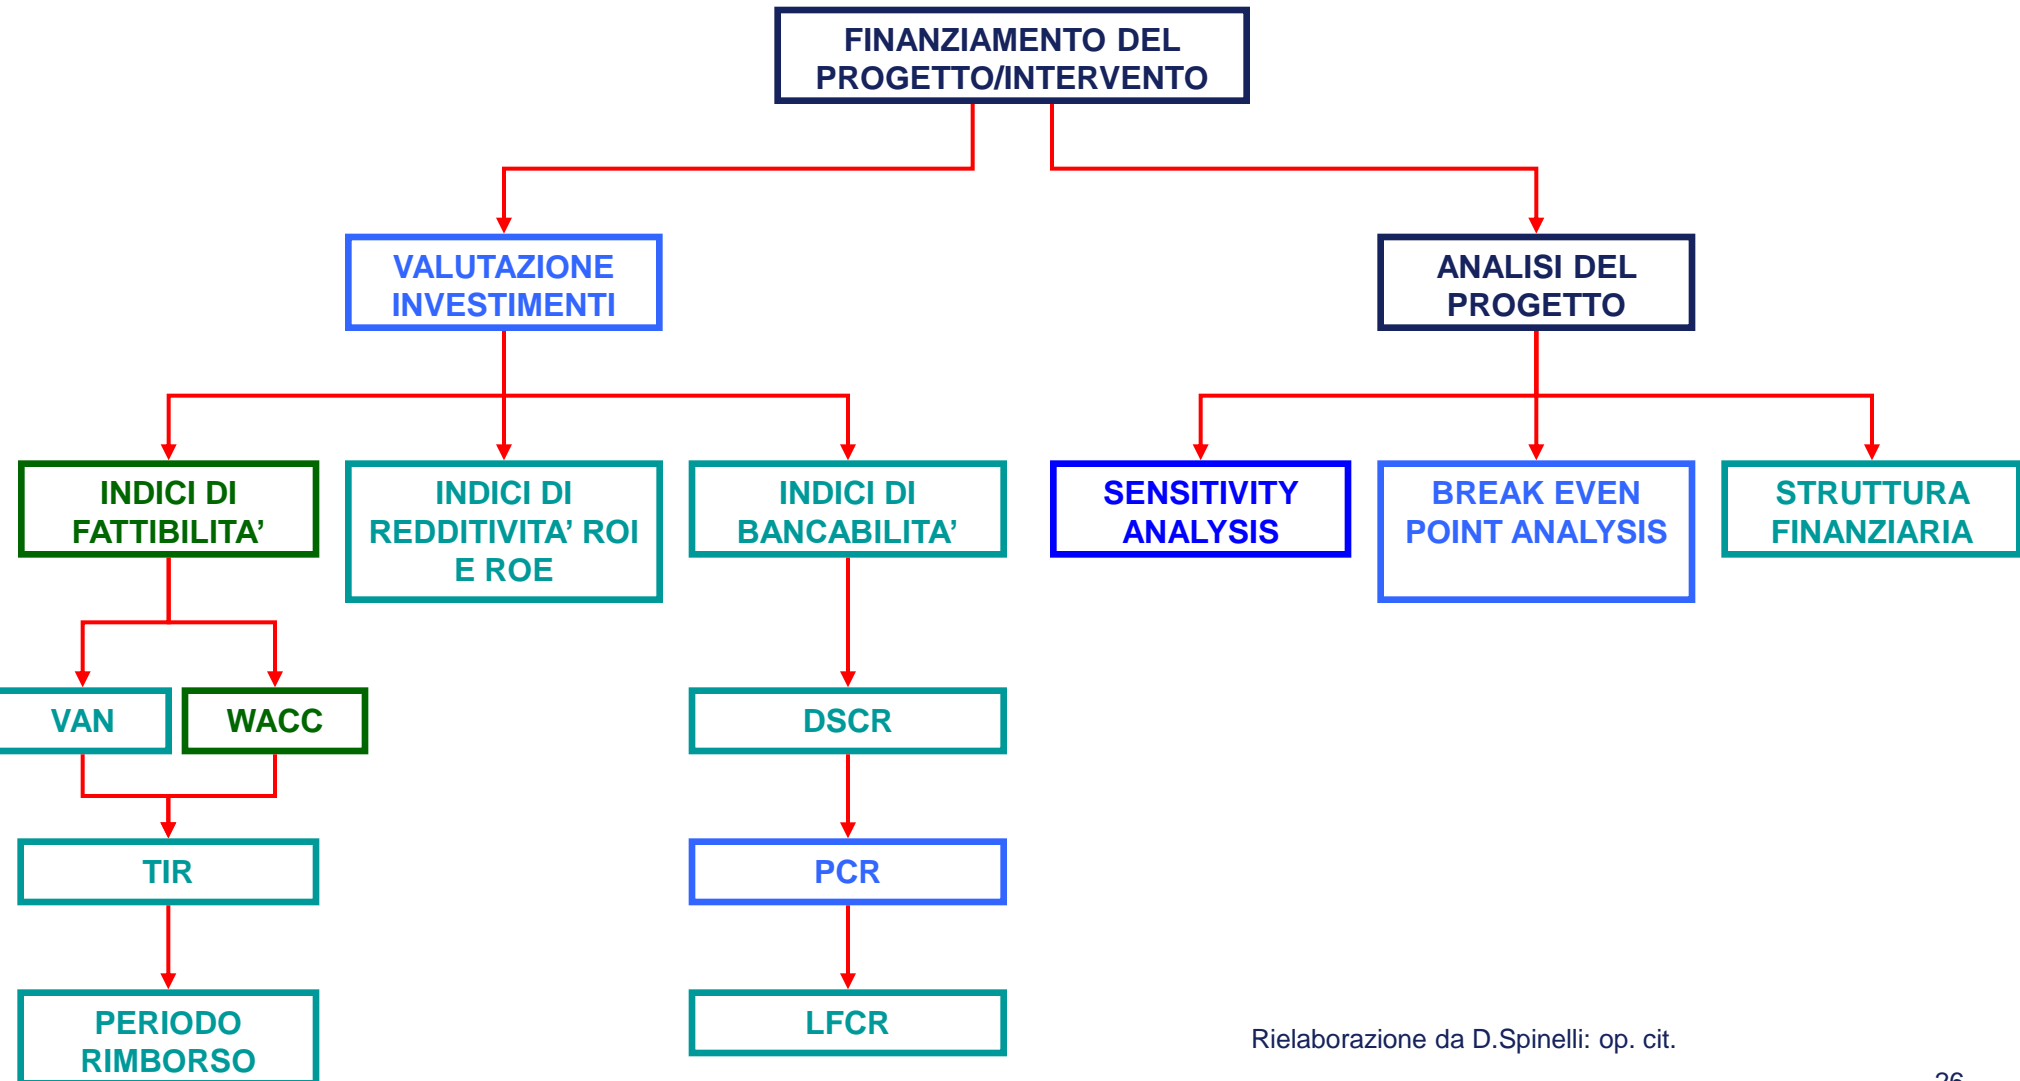 FINANZIAMENTO DEL
PROGETTO/INTERVENTO
VALUTAZIONE
INVESTIMENTI
ANALISI DEL
PROGETTO
INDICI DI
FATTIBILITA’
INDICI DI
REDDITIVITA’ ROI
E ROE
INDICI DI
BANCABILITA’
SENSITIVITY
ANALYSIS
BREAK EVEN
POINT ANALYSIS
STRUTTURA
FINANZIARIA
VAN
WACC
DSCR
TIR
PCR
PERIODO
RIMBORSO
LFCR
Rielaborazione da D.Spinelli: op. cit.
26